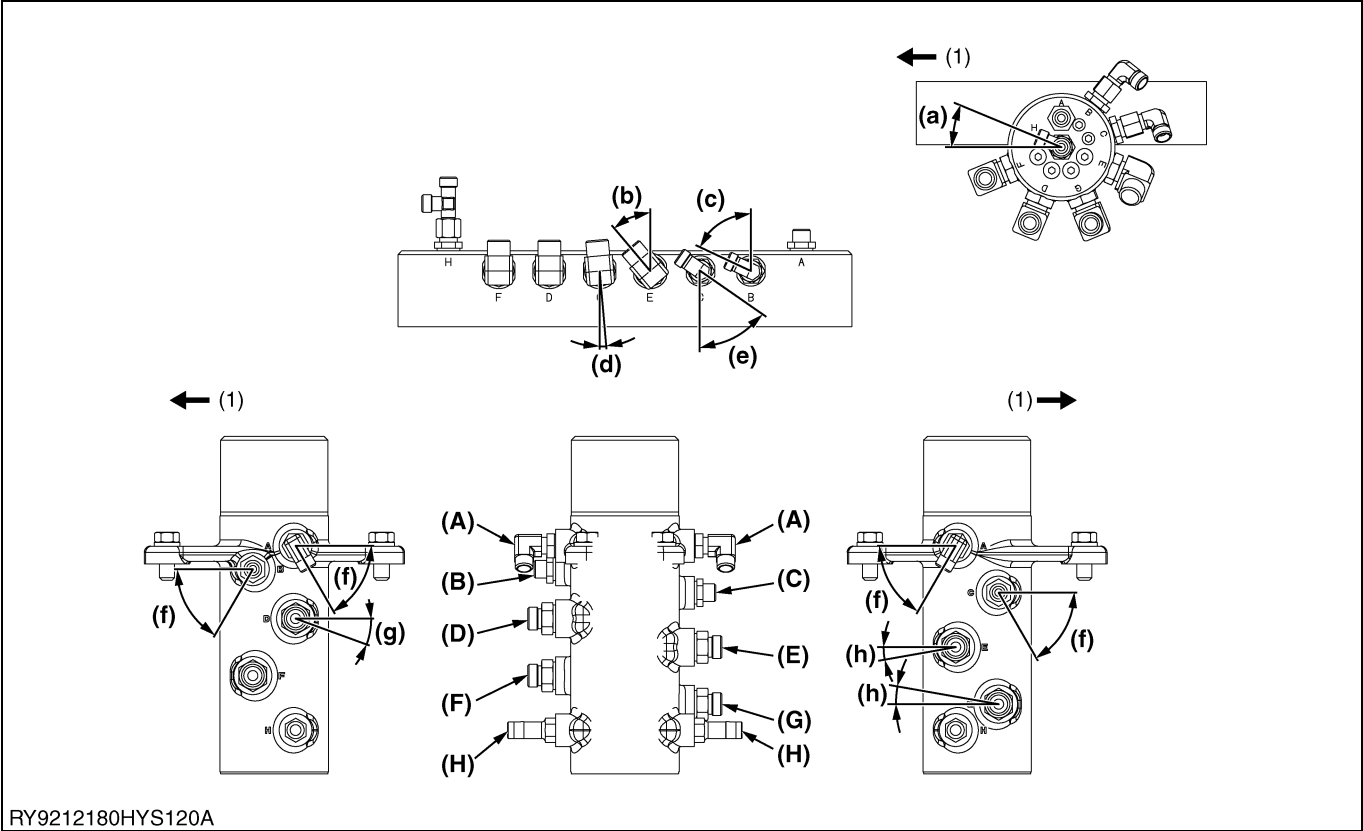 (1)
(a)
A
B
C
H
E
F
D
G
(b)
(c)
H
A
F
D
E
C
B
(d)
(e)
(1)
(1)
(A)
(A)
(B)
(C)
(D)
(E)
(F)
(G)
(H)
(H)
A
B
(f)
(f)
D
(g)
F
H
A
(f)
C
(f)
E
(h)
(h)
H
RY9212180HYS120A